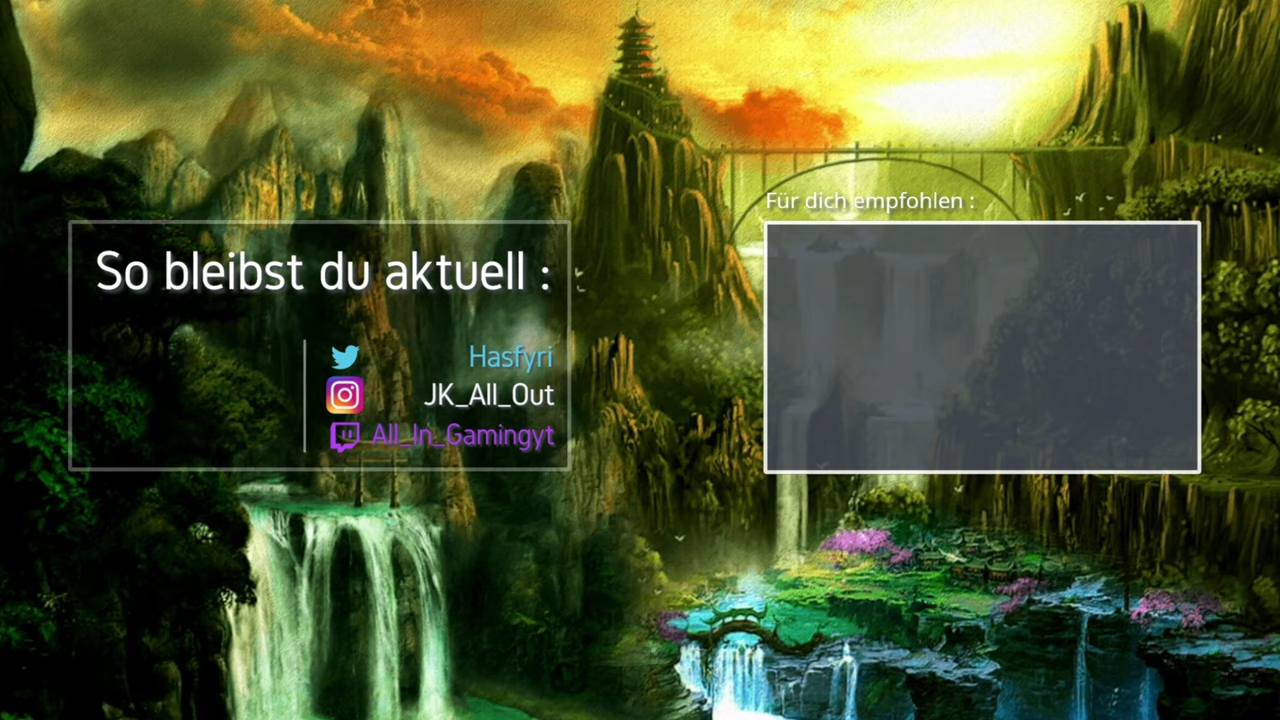 So bleibst du aktuell :
Hasfyri
JK_All_Out
All_In_Gamingyt
Für dich empfohlen :